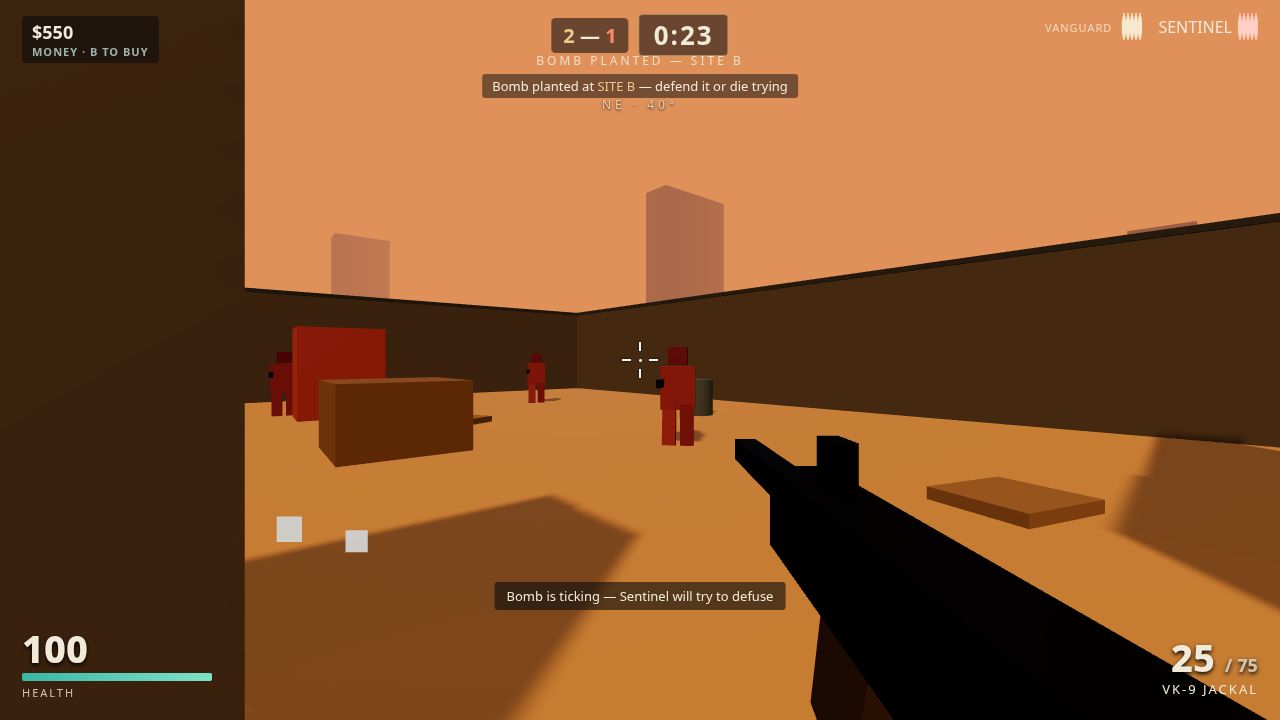 $550
MONEY · B TO BUY
2 — 1
0:23
BOMB PLANTED — SITE B
Bomb planted at SITE B — defend it or die trying
NE · 40°
VANGUARD
SENTINEL
Bomb is ticking — Sentinel will try to defuse
100
HEALTH
25 / 75
VK-9 JACKAL